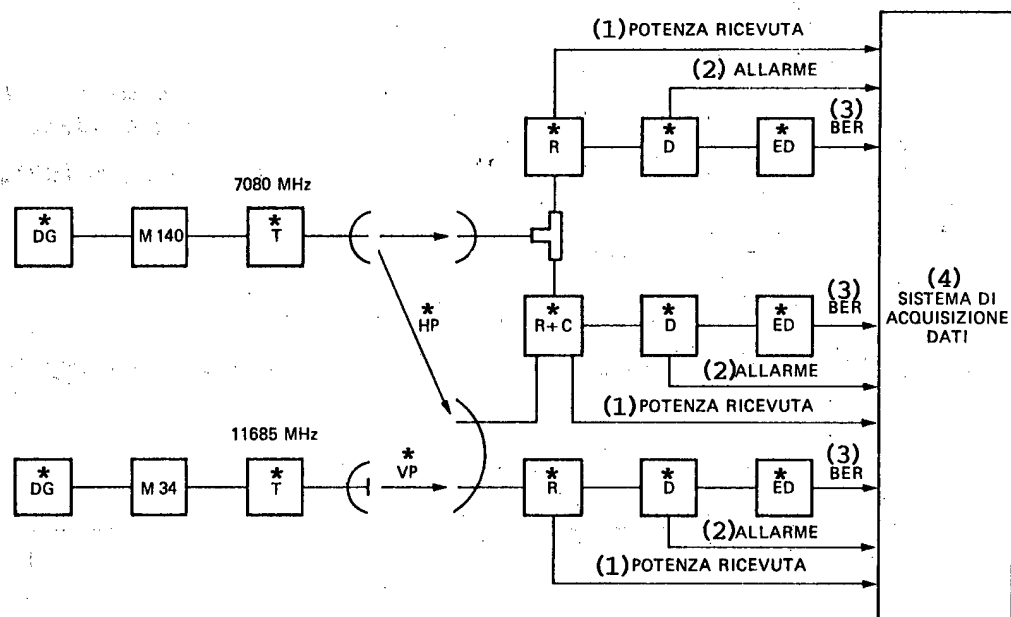 (1) POTENZA RICEVUTA
(2) ALLARME
(3)
BER
* R
* D
* ED
7080 MHz
* DG
M 140
* T
* HP
* R+C
* D
* ED
(3)
BER
(4)
SISTEMA DI
ACQUISIZIONE
DATI
(2) ALLARME
(1) POTENZA RICEVUTA
11685 MHz
* DG
M 34
* T
* VP
* R
* D
* ED
(3)
BER
(2) ALLARME
(1) POTENZA RICEVUTA